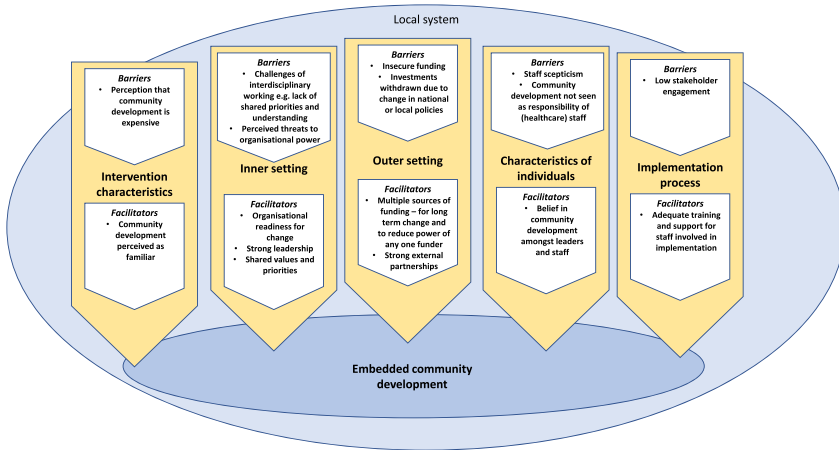 Local system
Barriers
• Perception that
community
development is
expensive
Intervention
characteristics
Facilitators
• Community
development
perceived as
familiar
Barriers
• Challenges of
interdisciplinary
working e.g. lack of
shared priorities and
understanding
• Perceived threats to
organisational power
Inner setting
Facilitators
• Organisational
readiness for
change
• Strong leadership
• Shared values and
priorities
Barriers
• Insecure funding
• Investments
withdrawn due to
change in national
or local policies
Outer setting
Facilitators
• Multiple sources of
funding – for long
term change and
to reduce power of
any one funder
• Strong external
partnerships
Barriers
• Staff scepticism
• Community
development not seen
as responsibility of
(healthcare) staff
Characteristics of
individuals
Facilitators
• Belief in
community
development
amongst leaders
and staff
Barriers
• Low stakeholder
engagement
Implementation
process
Facilitators
• Adequate training
and support for
staff involved in
implementation
Embedded community
development